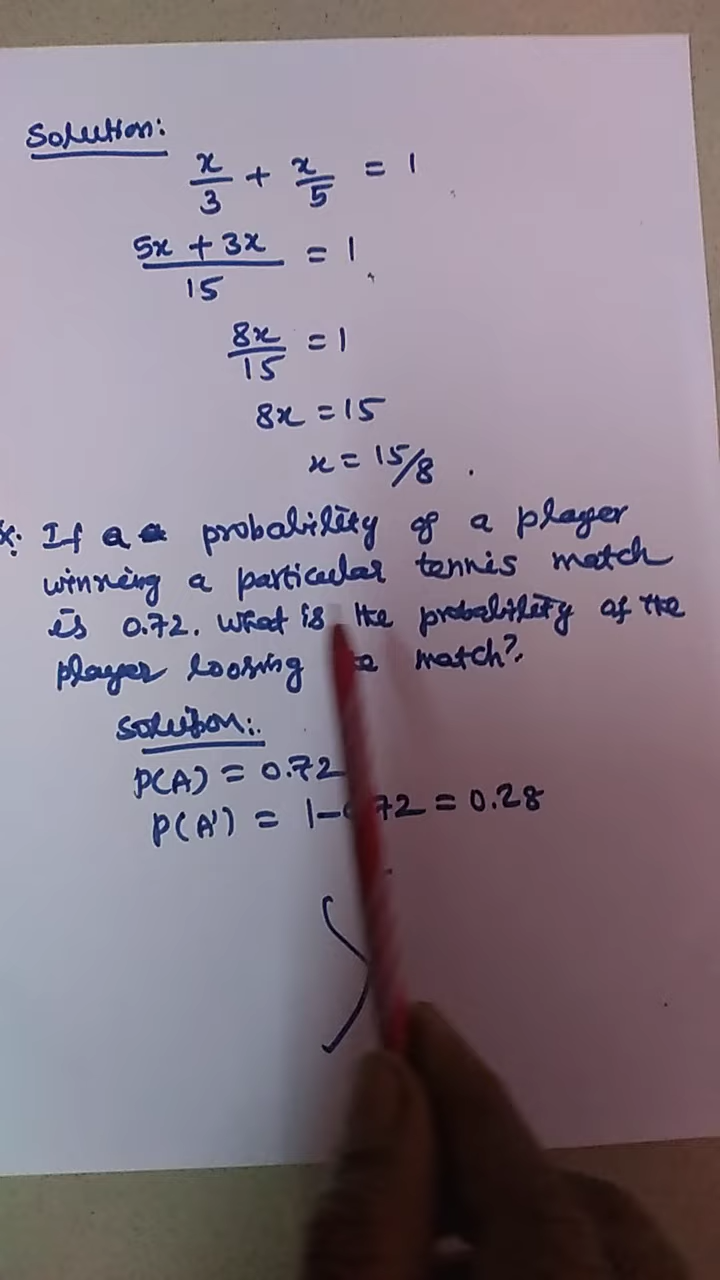 Solution:
x/3 + x/5 = 1
5x + 3x / 15 = 1
8x/15 = 1
8x = 15
x = 15/8 .
If a probability of a player
winning a particular tennis match
is 0.72. What is the probability of the
player loosing match?
Solution:
P(A) = 0.72
P(A') = 1- 72 = 0.28